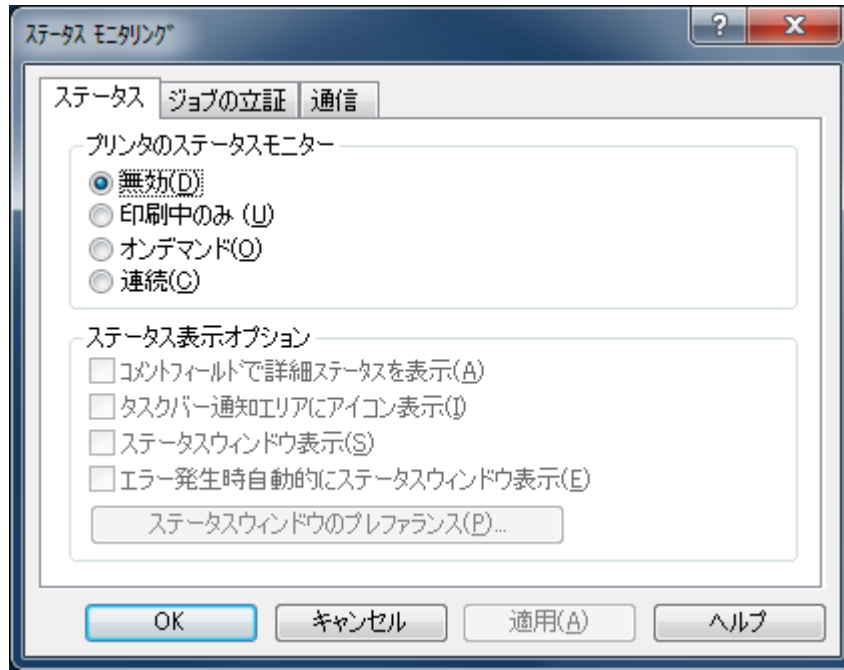 ｽﾃｰﾀｽ ﾓﾆﾀﾘﾝｸﾞ
ステータス ジョブの立証 通信
プリンタのステータスモニター
無効(D)
印刷中のみ (U)
オンデマンド(O)
連続(C)
ステータス表示オプション
ｺﾒﾝﾄﾌｨｰﾙﾄﾞで詳細ステータスを表示(A)
タスクバー通知エリアにアイコン表示(I)
ステータスウィンドウ表示(S)
エラー発生時自動的にステータスウィンドウ表示(E)
ステータスウィンドウのプレファランス(P)...
OK キャンセル 適用(A) ヘルプ